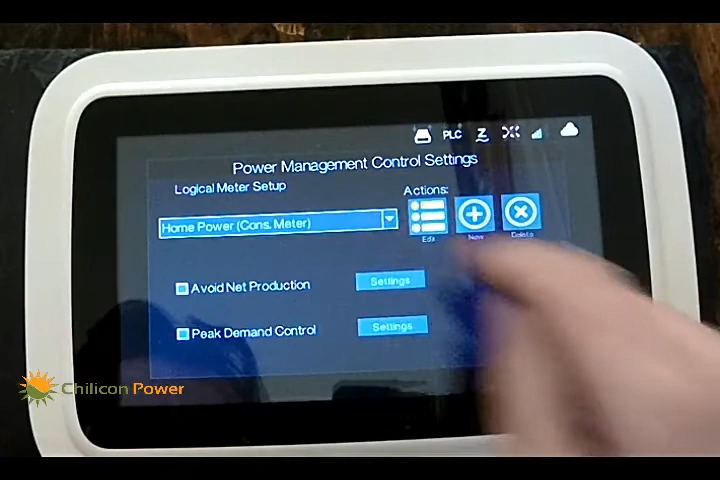 PLC
Power Management Control Settings
Logical Meter Setup
Actions:
Home Power (Cons. Meter)
Edit New Delete
Avoid Net Production Settings
Peak Demand Control Settings
Chilicon Power